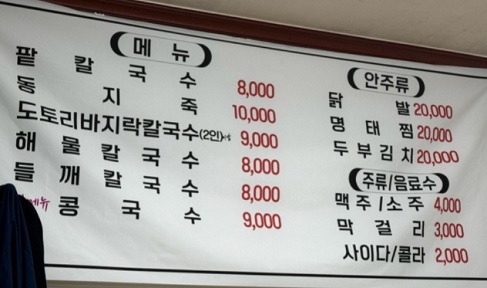 메뉴
팥칼국수 8,000
동지죽 10,000
도토리바지락칼국수(2인) 9,000
해물칼국수 8,000
들깨칼국수 8,000
메뉴 콩국수 9,000
안주류
닭발 20,000
명태찜 20,000
두부김치 20,000
주류/음료수
맥주/소주 4,000
막걸리 3,000
사이다/콜라 2,000